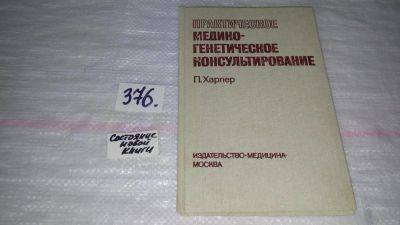 ПРАКТИЧЕСКОЕ
МЕДИКО-
ГЕНЕТИЧЕСКОЕ
КОНСУЛЬТИРОВАНИЕ
П. Харпер
ИЗДАТЕЛЬСТВО·МЕДИЦИНА·
МОСКВА
376.
Состояние
новой
книги